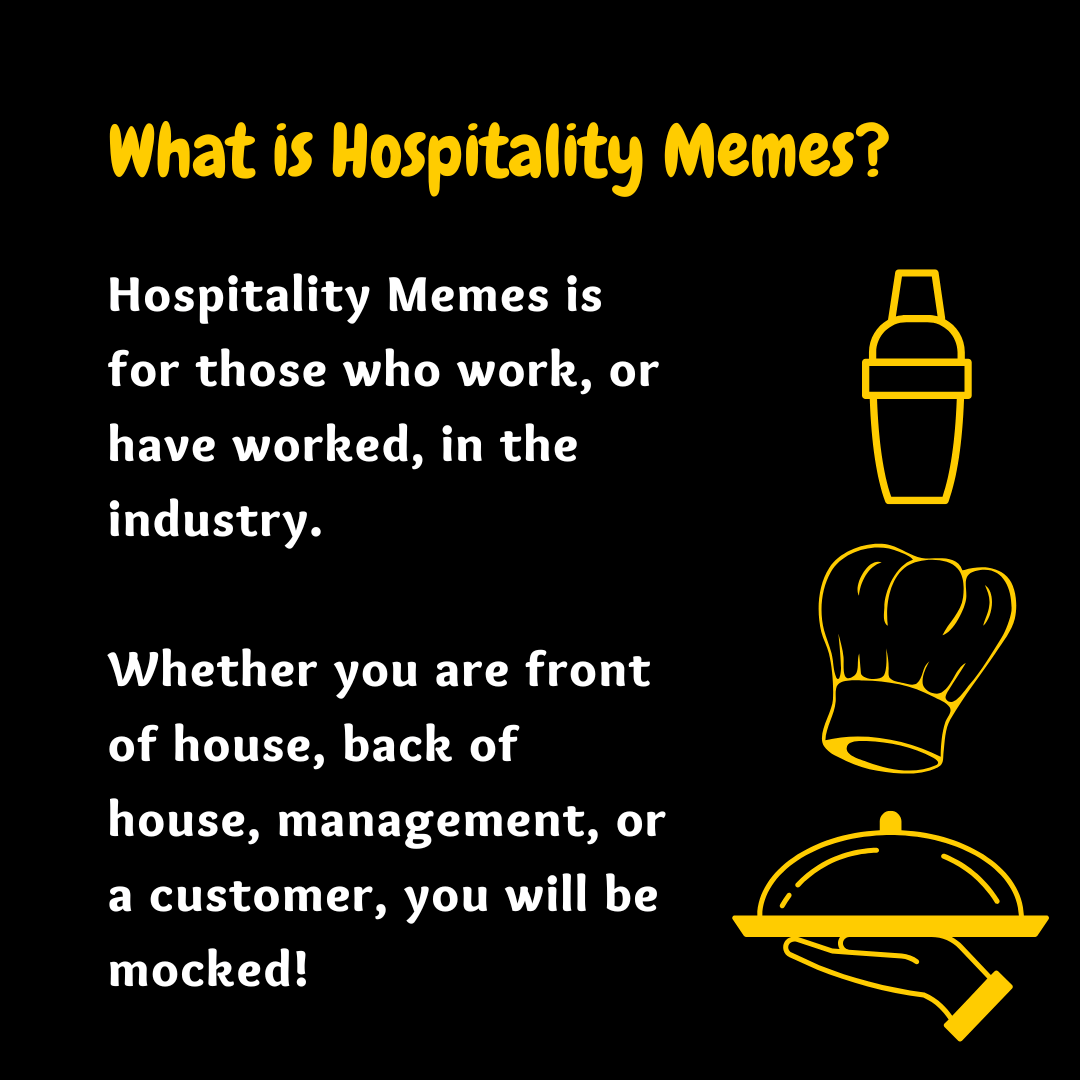 What is Hospitality Memes?
Hospitality Memes is
for those who work, or
have worked, in the
industry.
Whether you are front
of house, back of
house, management, or
a customer, you will be
mocked!